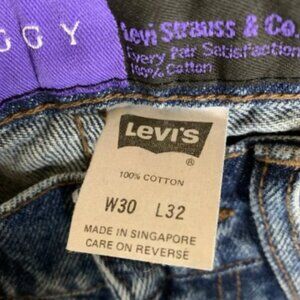 GGY
Levi Strauss & Co.
Every Pair Satisfaction
100% Cotton
LEVI'S
®
100% COTTON
W30 L32
MADE IN SINGAPORE
CARE ON REVERSE